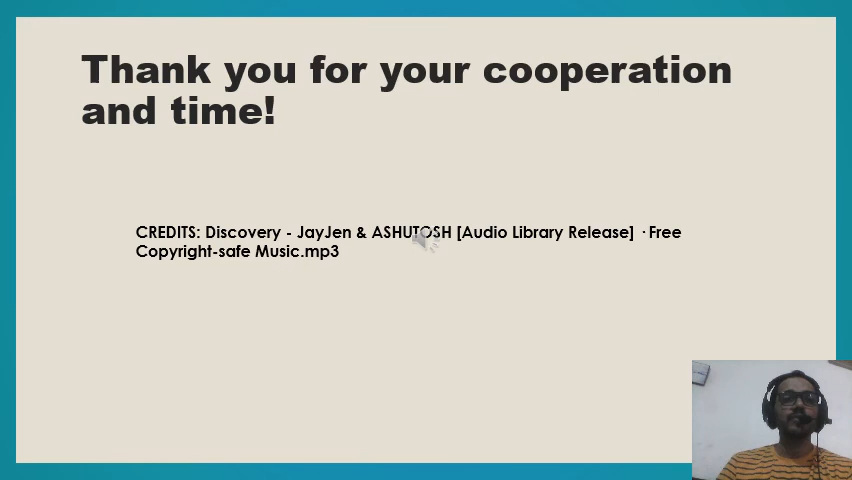 Thank you for your cooperation
and time!
CREDITS: Discovery - JayJen & ASHUTOSH [Audio Library Release] · Free
Copyright-safe Music.mp3